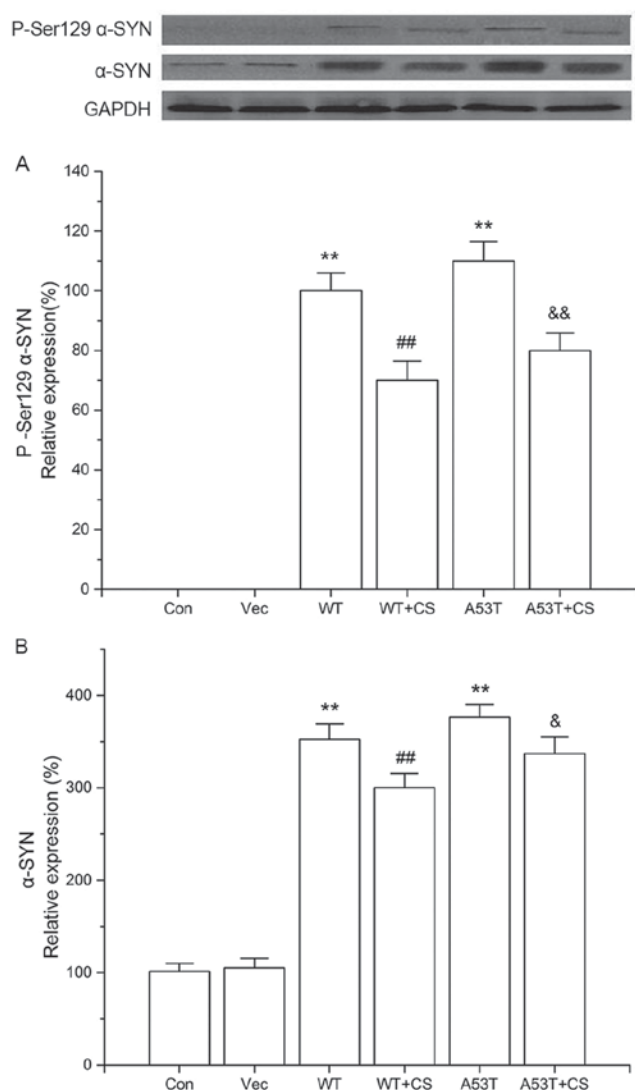 P-Ser129 α-SYN
α-SYN
GAPDH
A
P -Ser129 α-SYN
Relative expression(%)
140
120
100
80
60
40
20
0
**
##
**
&&
Con Vec WT WT+CS A53T A53T+CS
B
α-SYN
Relative expression (%)
400
300
200
100
0
**
##
**
&
Con Vec WT WT+CS A53T A53T+CS